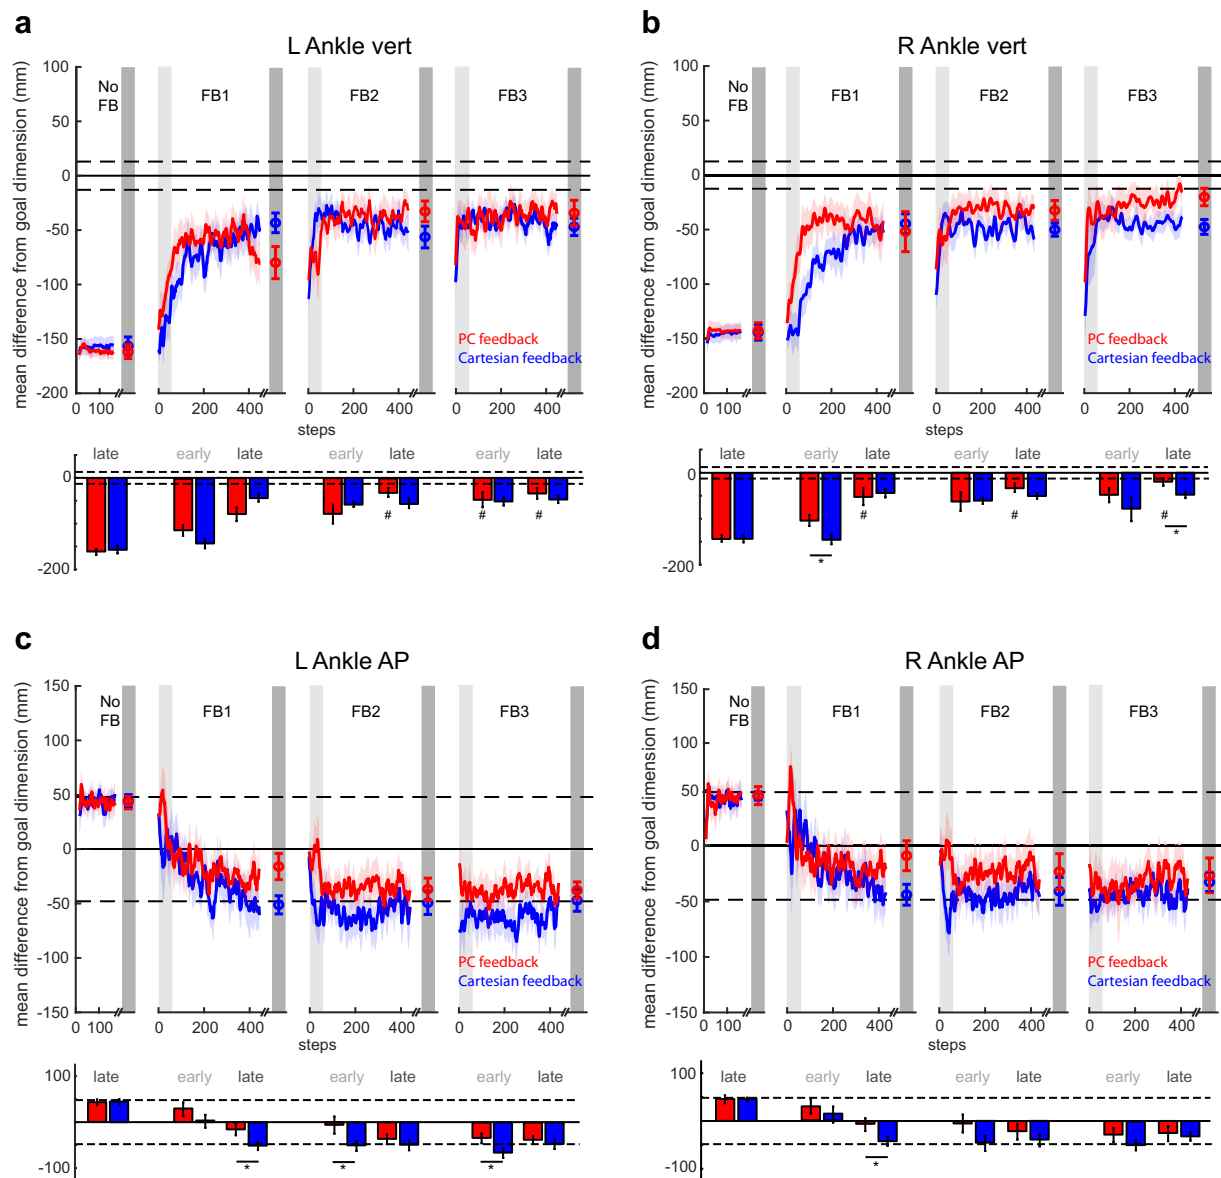 a
L Ankle vert
mean difference from goal dimension (mm)
100
50
0
-50
-100
-150
-200
No
FB
FB1
FB2
FB3
PC feedback
Cartesian feedback
0 100 0 200 400 0 200 400 0 200 400
steps
late early late early late early late
0
-200
# # #
b
R Ankle vert
mean difference from goal dimension (mm)
100
50
0
-50
-100
-150
-200
No
FB
FB1
FB2
FB3
PC feedback
Cartesian feedback
0 100 0 200 400 0 200 400 0 200 400
steps
late early late early late early late
0
-200
# # #
* *
c
L Ankle AP
mean difference from goal dimension (mm)
150
100
50
0
-50
-100
-150
No
FB
FB1
FB2
FB3
PC feedback
Cartesian feedback
0 100 0 200 400 0 200 400 0 200 400
steps
100
late early late early late early late
0
-100
* * *
d
R Ankle AP
mean difference from goal dimension (mm)
150
100
50
0
-50
-100
-150
No
FB
FB1
FB2
FB3
PC feedback
Cartesian feedback
0 100 0 200 400 0 200 400 0 200 400
steps
100
late early late early late early late
0
-100
*